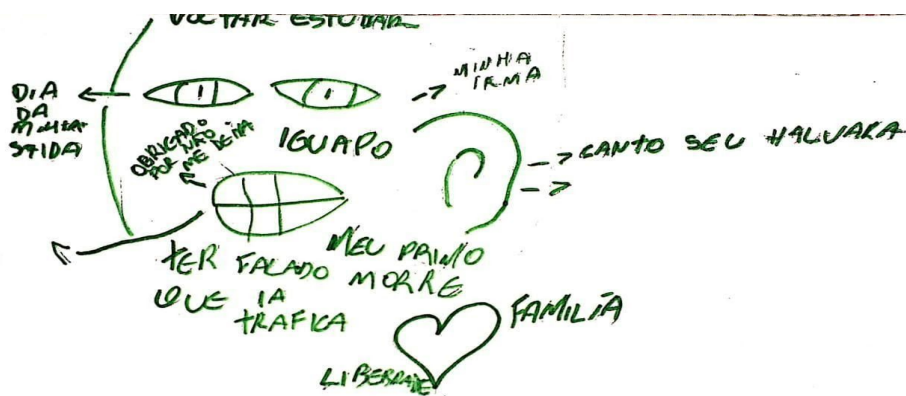 VOLTAR ESTUDAR
DIA
DA
MINHA
SAIDA
MINHA
IRMA
OBRIGADO
POR NÃO
ME DEIXA
IGUAPO
CANTO SEU
MEU PRIMO
MORRE
TER FALADO
QUE IA
TRAFICA
FAMILIA
LIBERDADE